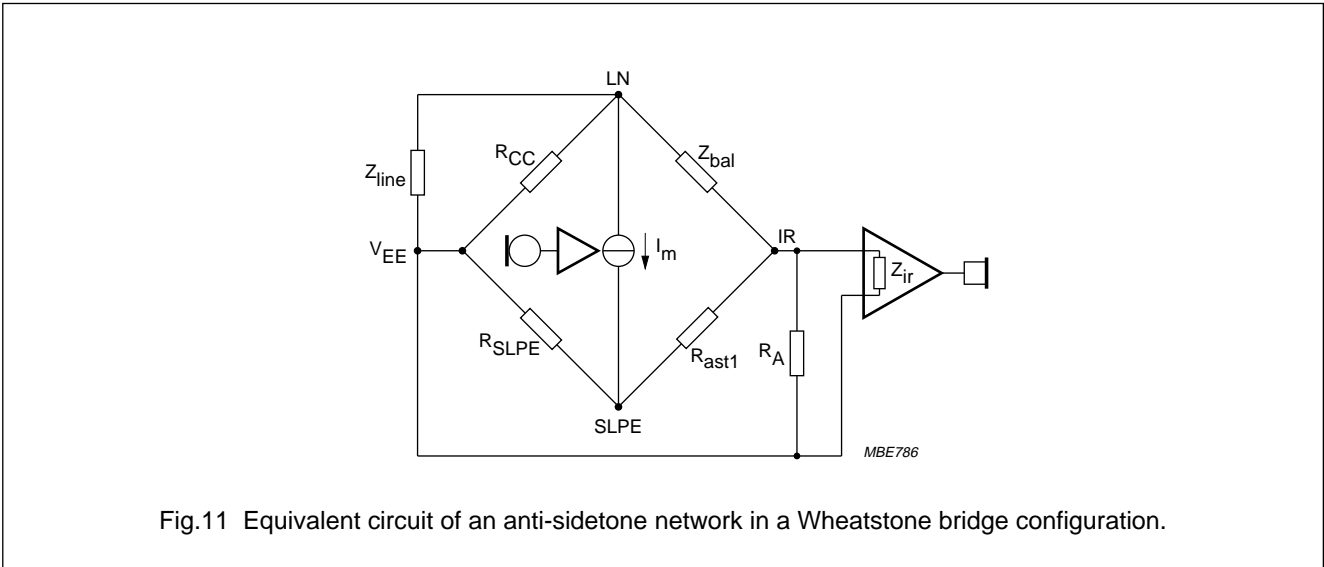 LN
R_CC
Z_bal
Z_line
IR
V_EE
I_m
Z_ir
R_SLPE
R_ast1
R_A
SLPE
MBE786
Fig.11 Equivalent circuit of an anti-sidetone network in a Wheatstone bridge configuration.